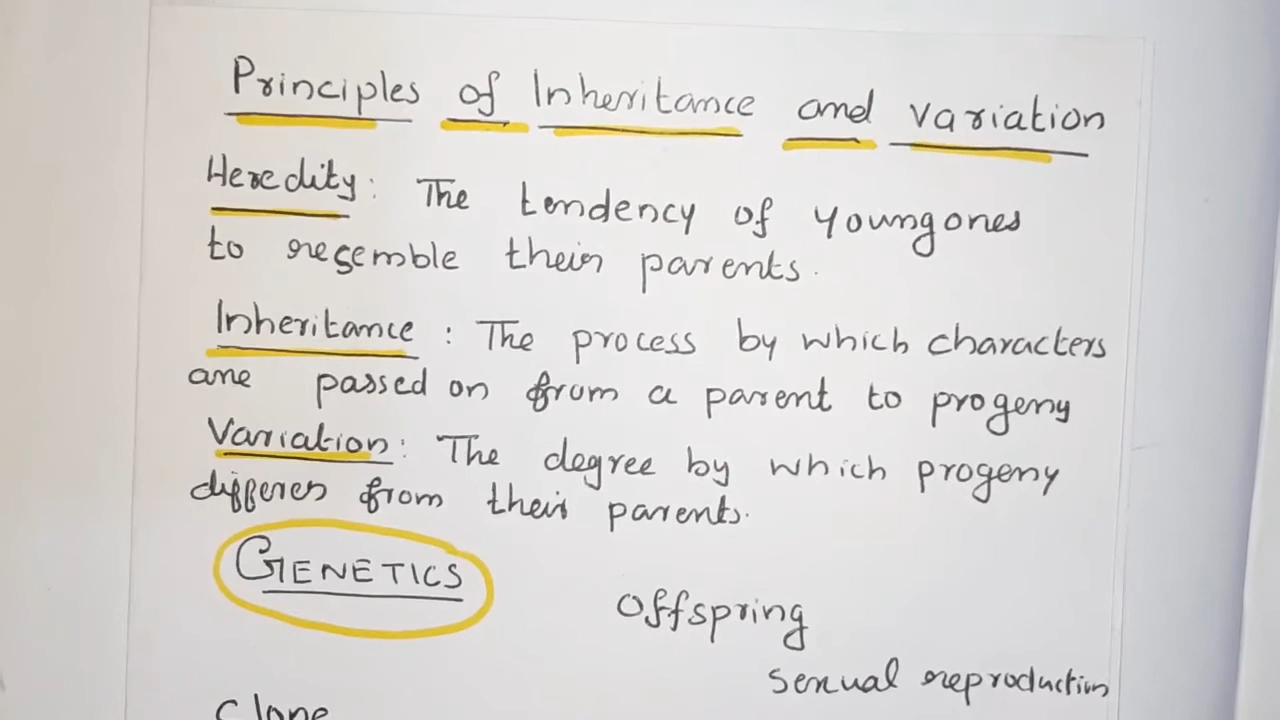 Principles of Inheritance and Variation
Heredity: The tendency of youngones
to resemble their parents.
Inheritance : The process by which characters
are passed on from a parent to progeny
Variation: The degree by which progeny
differes from their parents.
GENETICS
Offspring
sexual reproduction
Clone